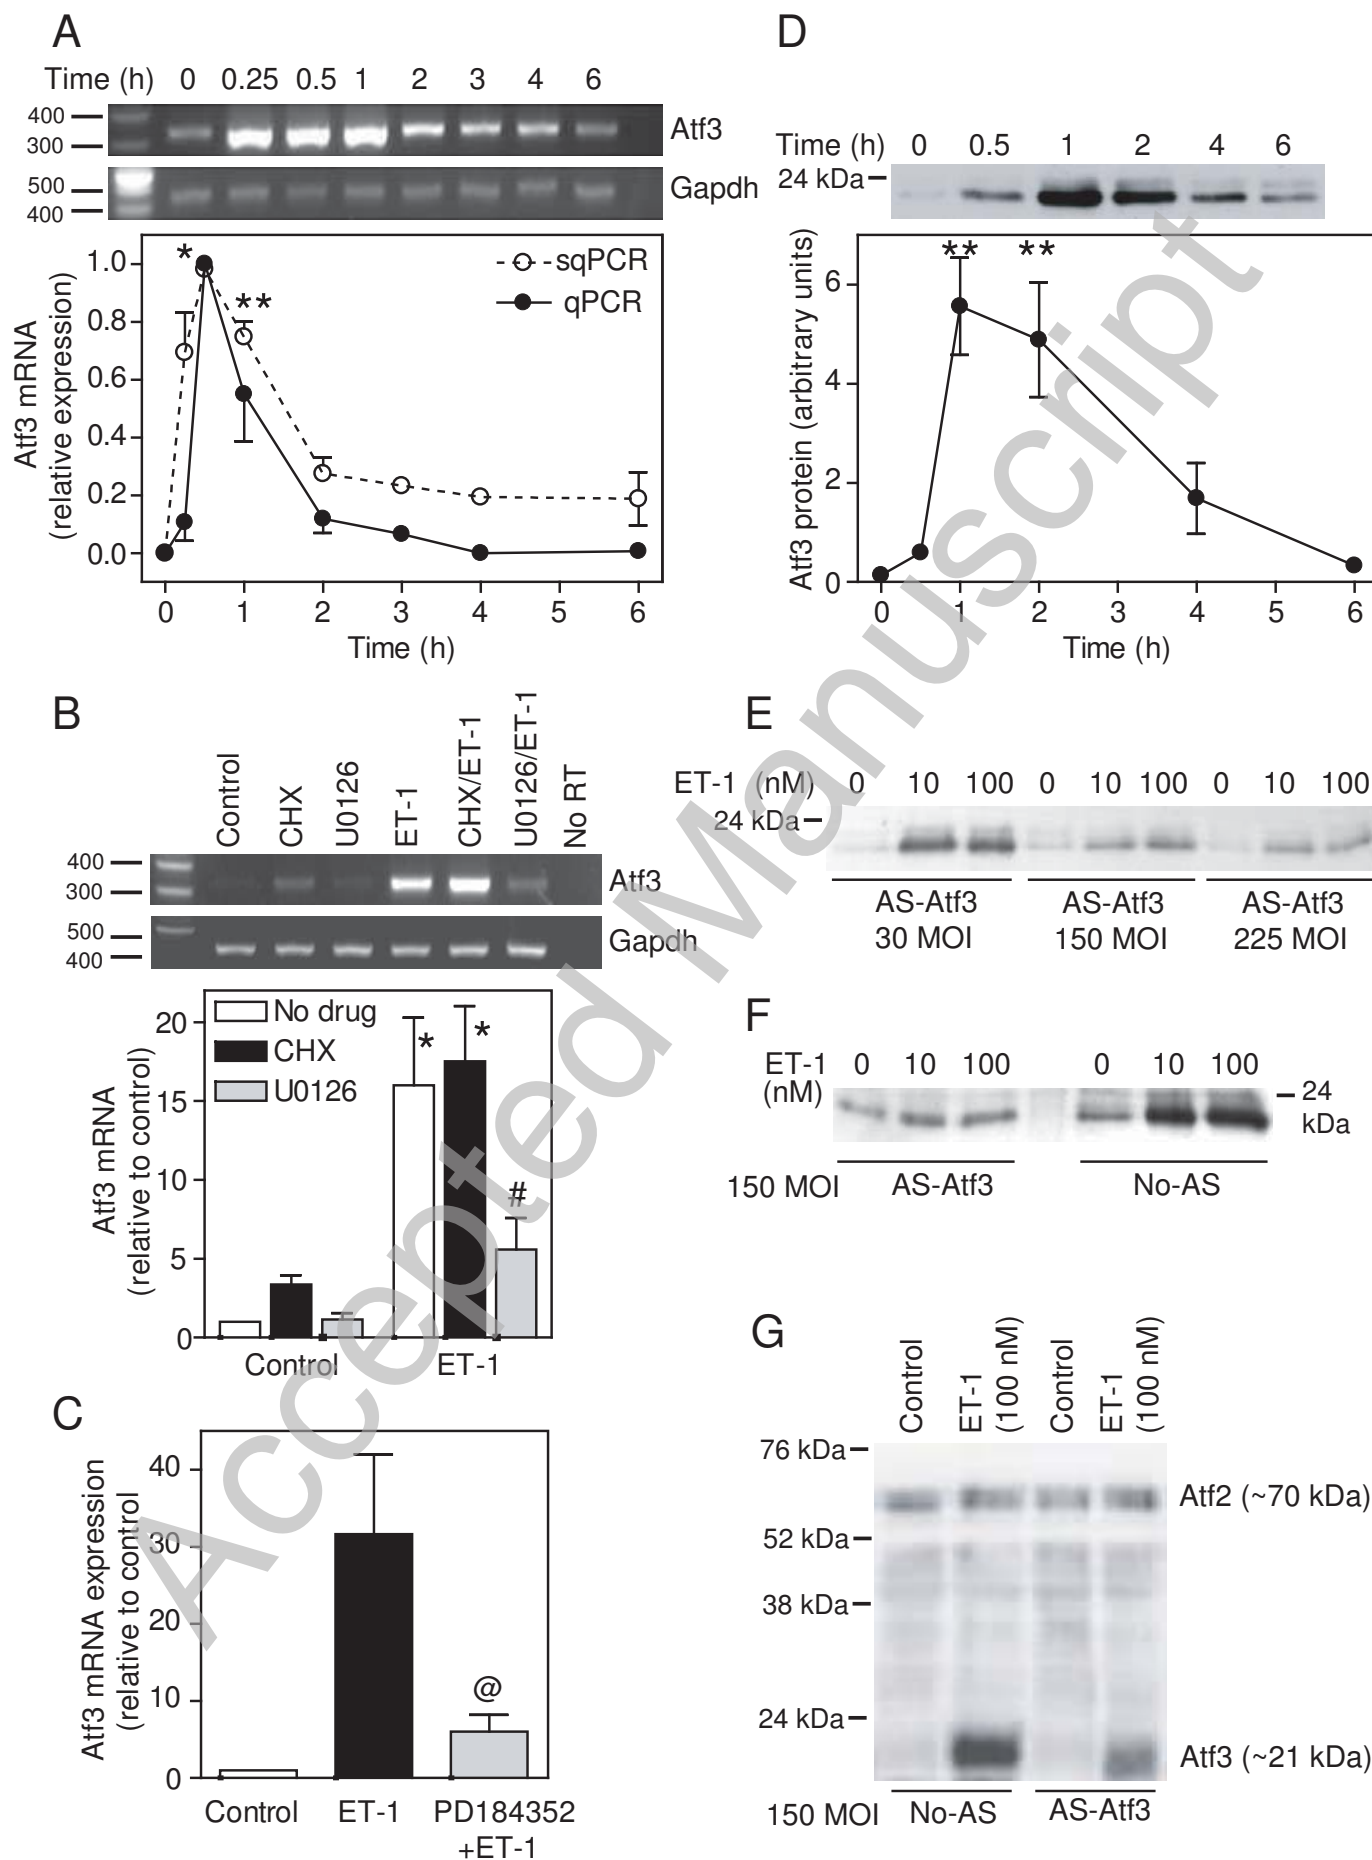 A
Time (h) 0 0.25 0.5 1 2 3 4 6
400
300
Atf3
500
400
Gapdh
Atf3 mRNA
(relative expression)
1.0
0.8
0.6
0.4
0.2
0.0
*
**
sqPCR
qPCR
0 1 2 3 4 5 6
Time (h)
B
Control
CHX
U0126
ET-1
CHX/ET-1
U0126/ET-1
No RT
400
300
Atf3
500
400
Gapdh
Atf3 mRNA
(relative to control)
20
15
10
5
0
No drug
CHX
U0126
*
*
#
Control ET-1
C
Atf3 mRNA expression
(relative to control
40
30
20
10
0
@
Control ET-1 PD184352
+ET-1
D
Time (h) 0 0.5 1 2 4 6
24 kDa
Atf3 protein (arbitrary units)
6
4
2
0
**
**
0 1 2 3 4 5 6
Time (h)
E
ET-1 (nM) 0 10 100 0 10 100 0 10 100
24 kDa
AS-Atf3 AS-Atf3 AS-Atf3
30 MOI 150 MOI 225 MOI
F
ET-1 0 10 100 0 10 100
(nM)
24
kDa
150 MOI AS-Atf3 No-AS
G
Control
ET-1
(100 nM)
Control
ET-1
(100 nM)
76 kDa
Atf2 (~70 kDa)
52 kDa
38 kDa
24 kDa
Atf3 (~21 kDa)
150 MOI No-AS AS-Atf3
Accepted Manuscript